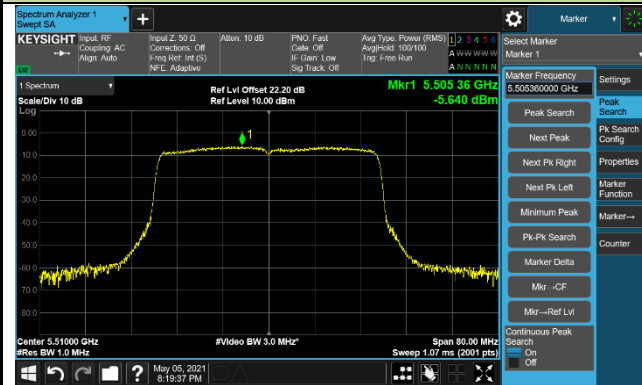 Spectrum Analyzer 1
Swept SA
Marker
KEYSIGHT
Input: RF
Coupling: AC
Align: Auto
Input Z: 50 Ω
Corrections: Off
Freq Ref: Int (S)
NFE: Adaptive
Atten: 10 dB
PNO: Fast
Gate: Off
IF Gain: Low
Sig Track: Off
Avg Type: Power (RMS)
Avg|Hold: 100/100
Trig: Free Run
1 2 3 4 5 6
A W W W W W
A N N N N N
LXI
1 Spectrum
Scale/Div 10 dB
Log
Ref Lvl Offset 22.20 dB
Ref Level 10.00 dBm
Mkr1 5.505 36 GHz
-5.640 dBm
1
0.00
-10.0
-20.0
-30.0
-40.0
-50.0
-60.0
-70.0
-80.0
Center 5.51000 GHz
#Res BW 1.0 MHz
#Video BW 3.0 MHz*
Span 80.00 MHz
Sweep 1.07 ms (2001 pts)
Select Marker
Marker 1
Marker Frequency
5.505360000 GHz
Peak Search
Next Peak
Next Pk Right
Next Pk Left
Minimum Peak
Pk-Pk Search
Marker Delta
Mkr→CF
Mkr→Ref Lvl
Continuous Peak
Search
On
Off
Settings
Peak
Search
Pk Search
Config
Properties
Marker
Function
Marker→
Counter
May 05, 2021
8:19:37 PM